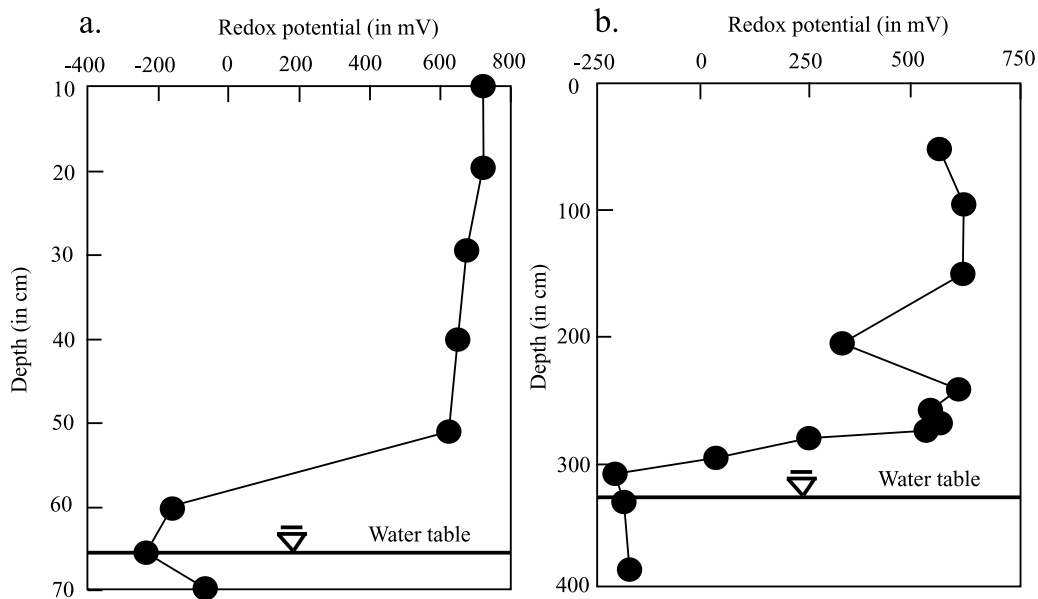 a.
Redox potential (in mV)
-400 -200 0 200 400 600 800
10
20
30
40
50
60
70
Depth (in cm)
Water table
b.
Redox potential (in mV)
-250 0 250 500 750
0
100
200
300
400
Depth (in cm)
Water table